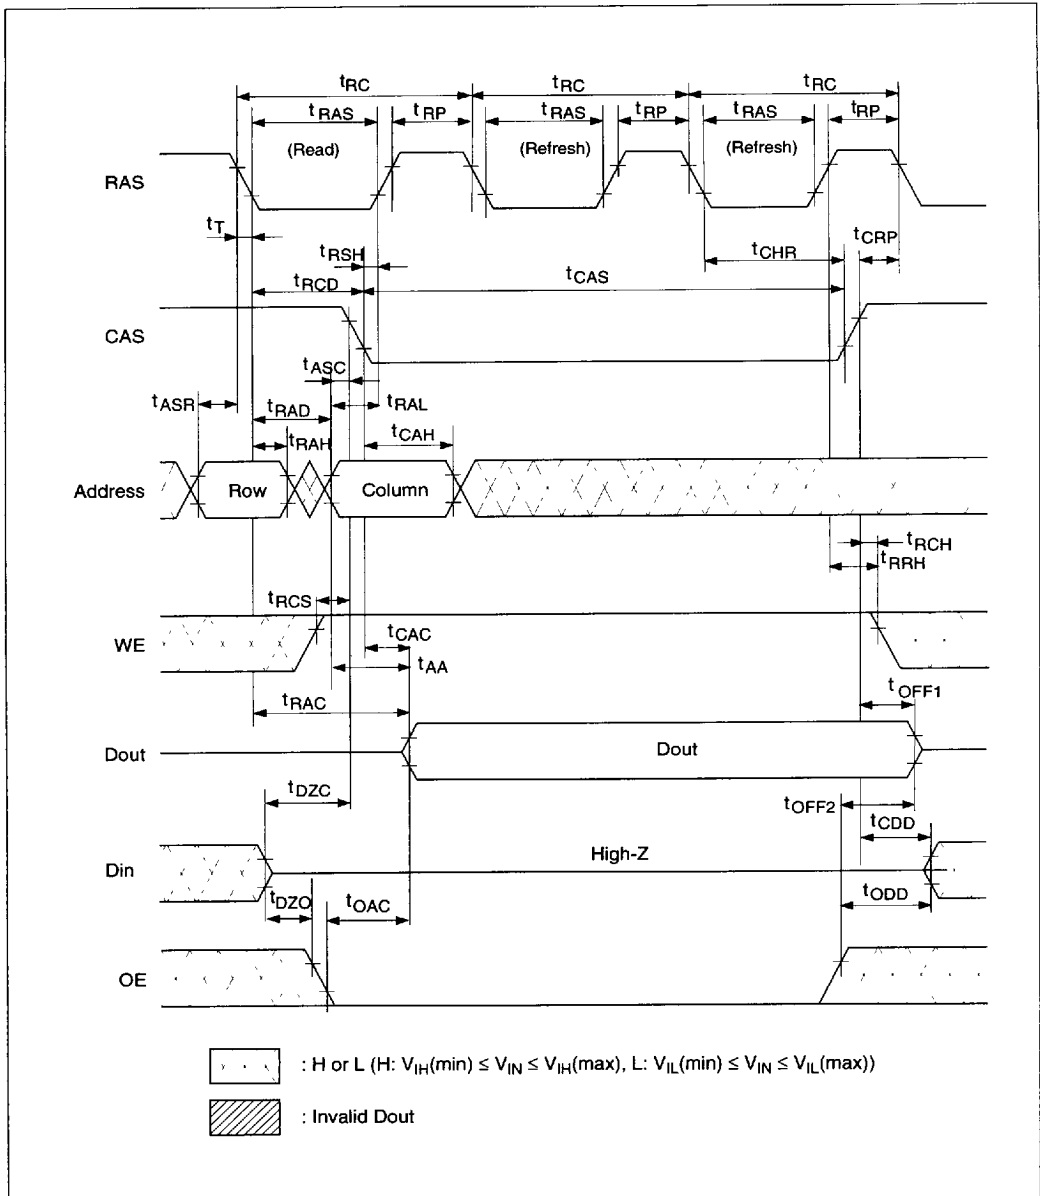 tRC tRC tRC
tRAS tRP tRAS tRP tRAS tRP
(Read) (Refresh) (Refresh)
RAS
tT
tRSH tCHR tCRP
tRCD tCAS
CAS
tASC
tASR tRAD tRAL
tRAH tCAH
Address Row Column
tRCH
tRRH
tRCS
WE tCAC
tAA
tRAC tOFF1
Dout Dout
tDZC tOFF2
tCDD
Din High-Z
tDZO tOAC tODD
OE
: H or L (H: VIH(min) ≤ VIN ≤ VIH(max), L: VIL(min) ≤ VIN ≤ VIL(max))
: Invalid Dout